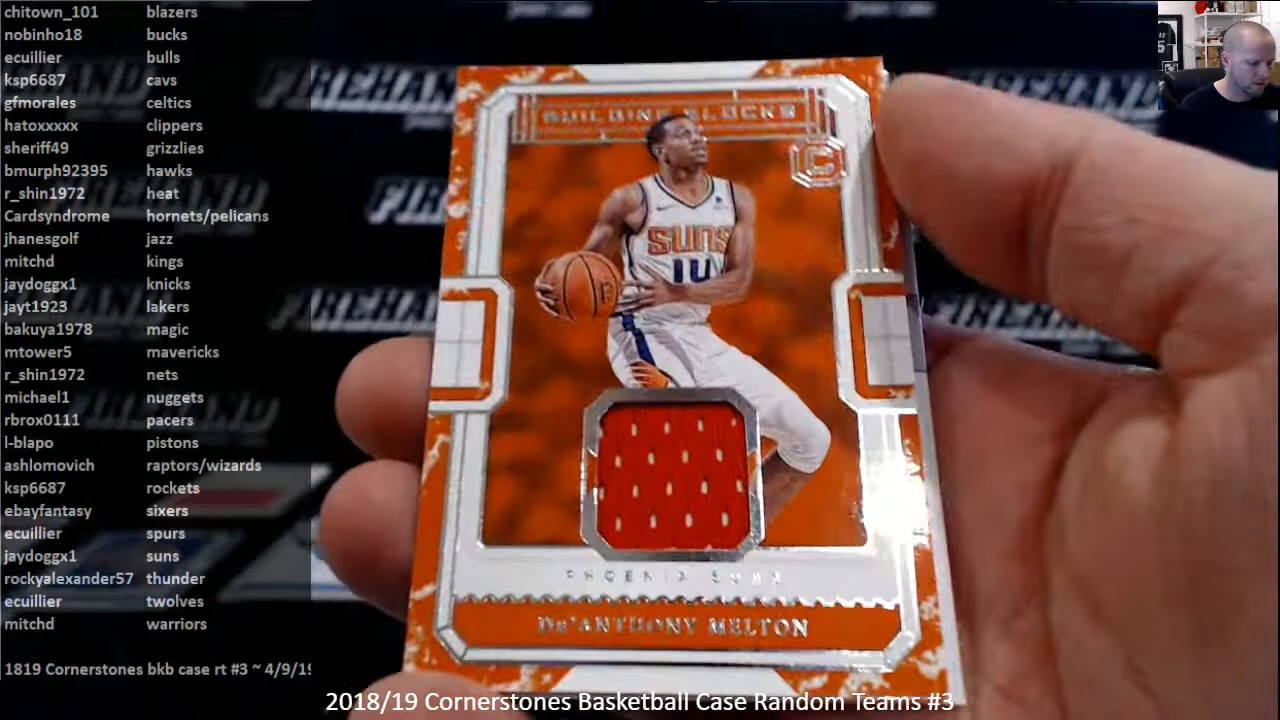 chitown_101 blazers
nobinho18 bucks
ecuillier bulls
ksp6687 cavs
gfmorales celtics
hatoxxxxx clippers
sheriff49 grizzlies
bmurph92395 hawks
r_shin1972 heat
Cardsyndrome hornets/pelicans
jhanesgolf jazz
mitchd kings
jaydoggx1 knicks
jayt1923 lakers
bakuya1978 magic
mtower5 mavericks
r_shin1972 nets
michael1 nuggets
rbrox0111 pacers
l-blapo pistons
ashlomovich raptors/wizards
ksp6687 rockets
ebayfantasy sixers
ecuillier spurs
jaydoggx1 suns
rockyalexander57 thunder
ecuillier twolves
mitchd warriors
1819 Cornerstones bkb case rt #3 ~ 4/9/19
FIREHAND
FIREHAND
BUILDING BLOCKS
C
SUNS
14
PHOENIX SUNS
De'ANTHONY MELTON
2018/19 Cornerstones Basketball Case Random Teams #3